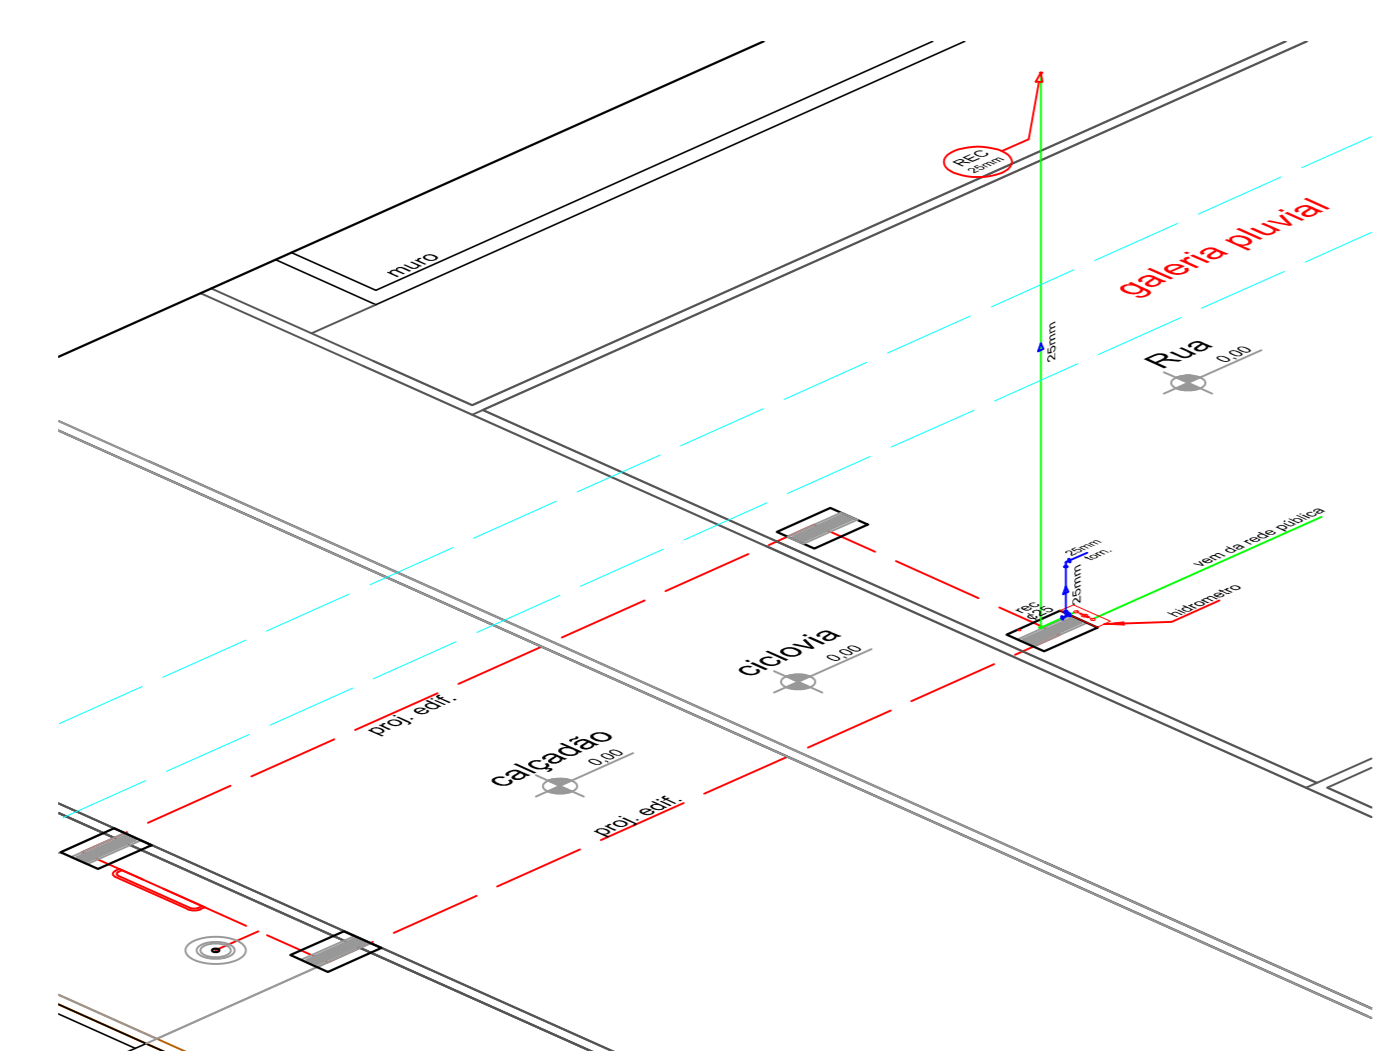 REC
25mm
galeria pluvial
muro
25mm
Rua
0,00
vem da rede pública
25mm
torn.
25mm
hidrometro
rec
¢25
ciclovia
0,00
proj. edif.
calçadão
0,00
proj. edif.